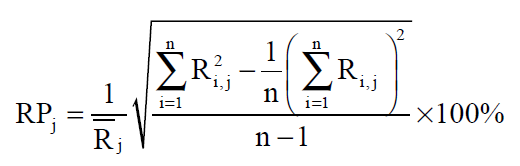 RP_j = \frac{1}{\overline{R}_j} \sqrt{\frac{\sum_{i=1}^{n} R_{i,j}^{2} - \frac{1}{n} \left( \sum_{i=1}^{n} R_{i,j} \right)^{2}}{n-1}} \times 100\%